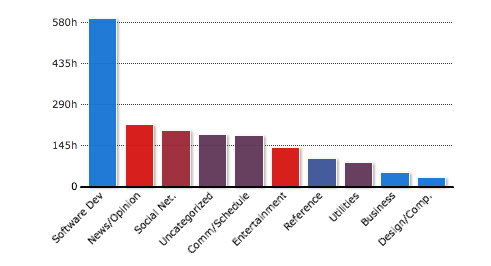 580h
435h
290h
145h
0
Software Dev
News/Opinion
Social Net.
Uncategorized
Comm/Schedule
Entertainment
Reference
Utilities
Business
Design/Comp.